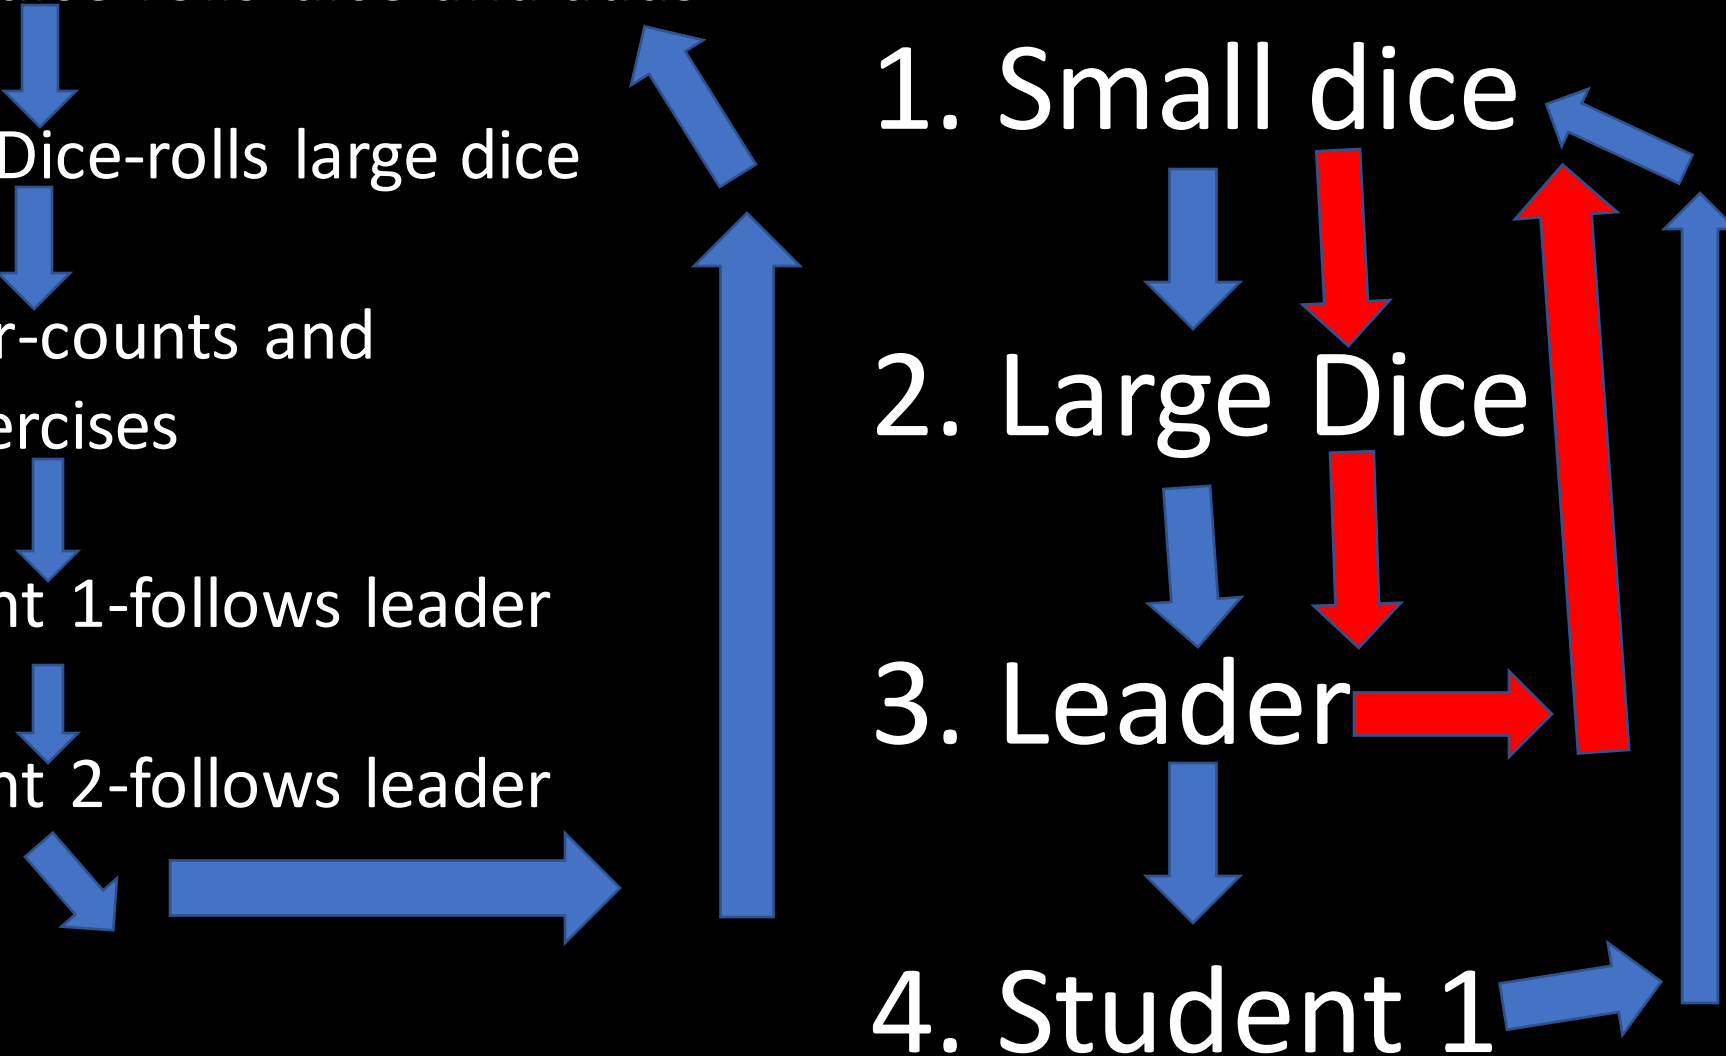 Dice-rolls large dice
r-counts and
ercises
nt 1-follows leader
nt 2-follows leader
1. Small dice
2. Large Dice
3. Leader
4. Student 1